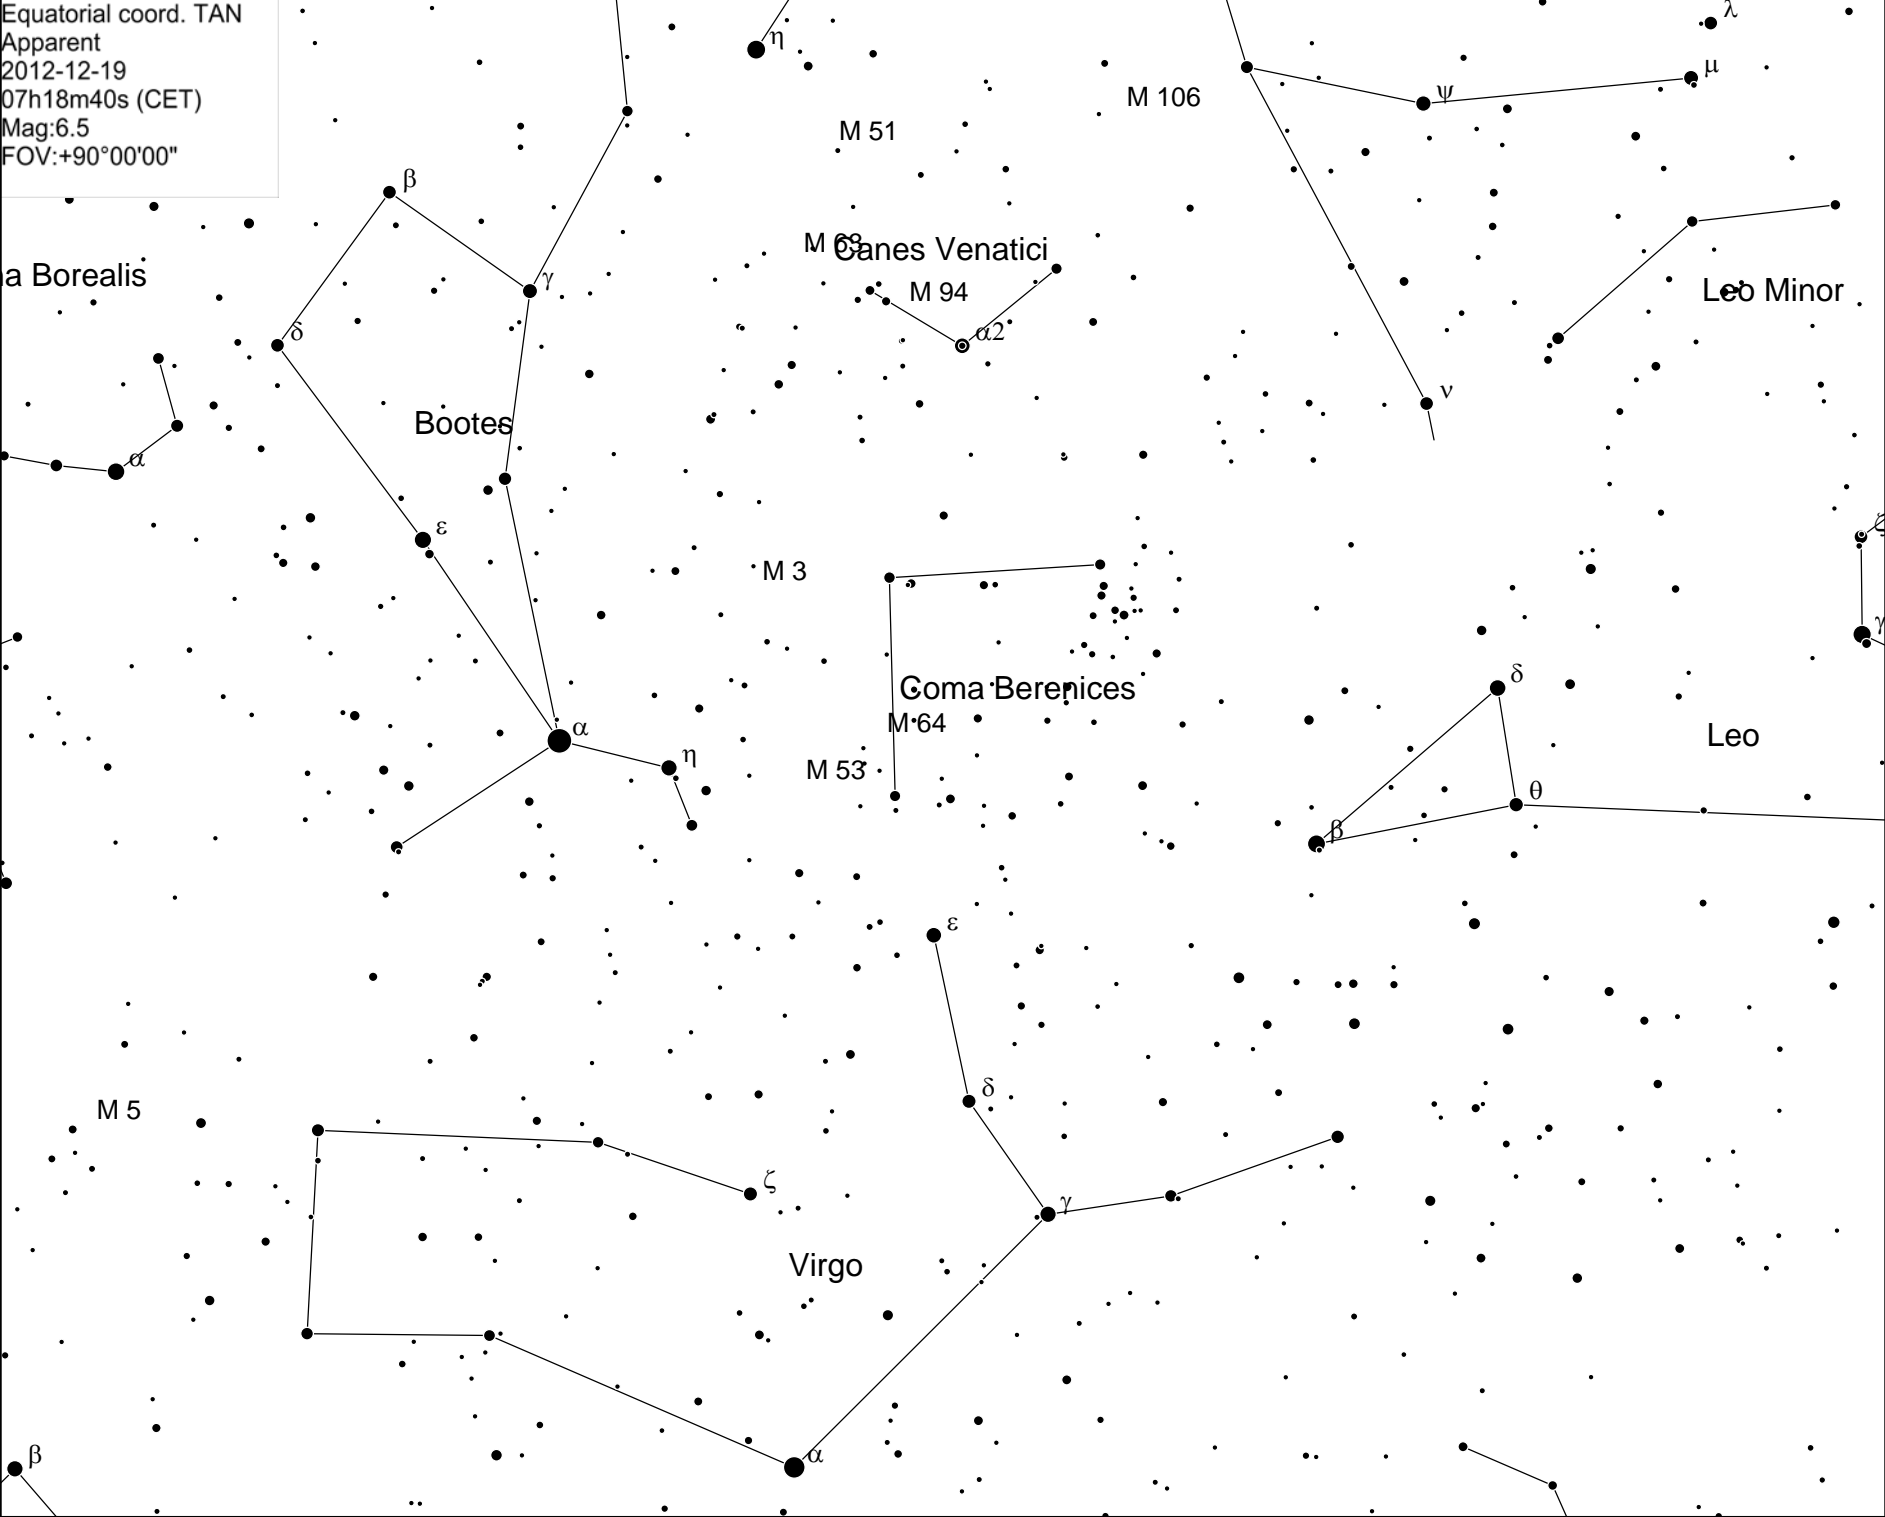 Equatorial coord. TAN
Apparent
2012-12-19
07h18m40s (CET)
Mag:6.5
FOV:+90°00'00"
λ
η
μ
ψ
M 106
M 51
β
M 63
Canes Venatici
a Borealis
γ
M 94
Leo Minor
δ
α2
ν
Bootes
α
ε
ζ
M 3
γ
δ
Coma Berenices
M 64
α
Leo
η
M 53
θ
β
ε
δ
M 5
ζ
γ
Virgo
β
α